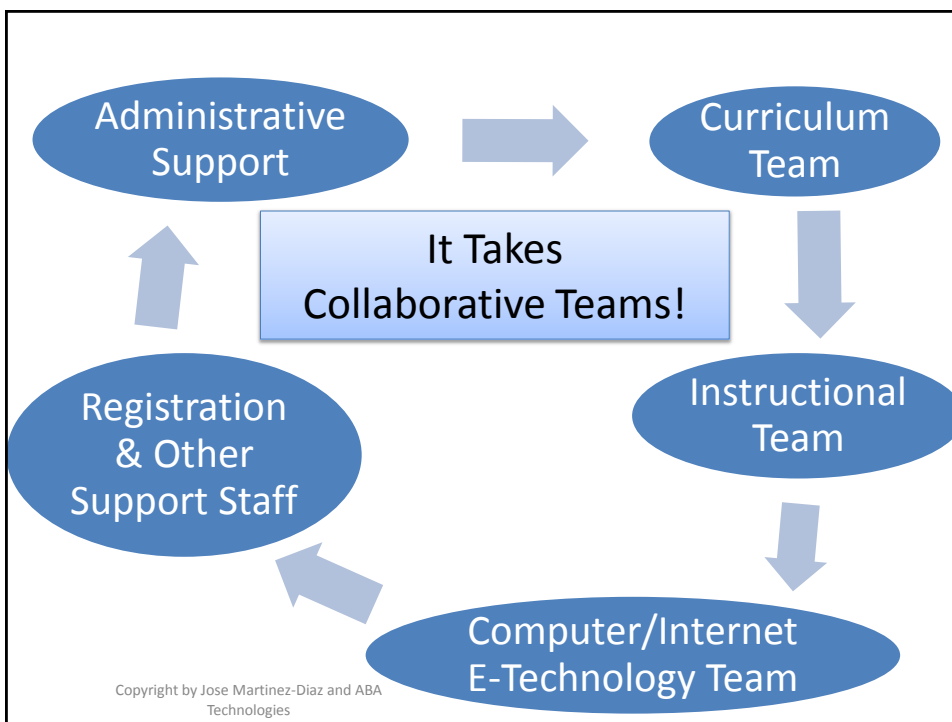 Administrative
Support
Curriculum
Team
It Takes
Collaborative Teams!
Instructional
Team
Registration
& Other
Support Staff
Computer/Internet
E-Technology Team
Copyright by Jose Martinez-Diaz and ABA
Technologies